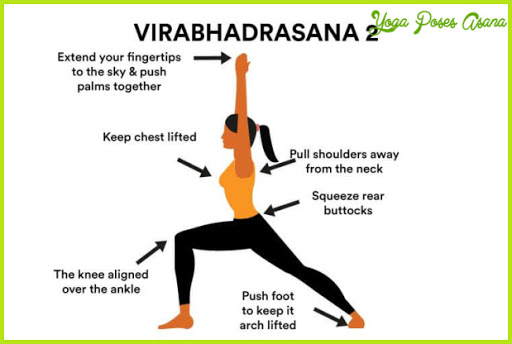 VIRABHADRASANA 2
Yoga Poses Asana
Extend your fingertips
to the sky & push
palms together
Keep chest lifted
Pull shoulders away
from the neck
Squeeze rear
buttocks
The knee aligned
over the ankle
Push foot
to keep it
arch lifted